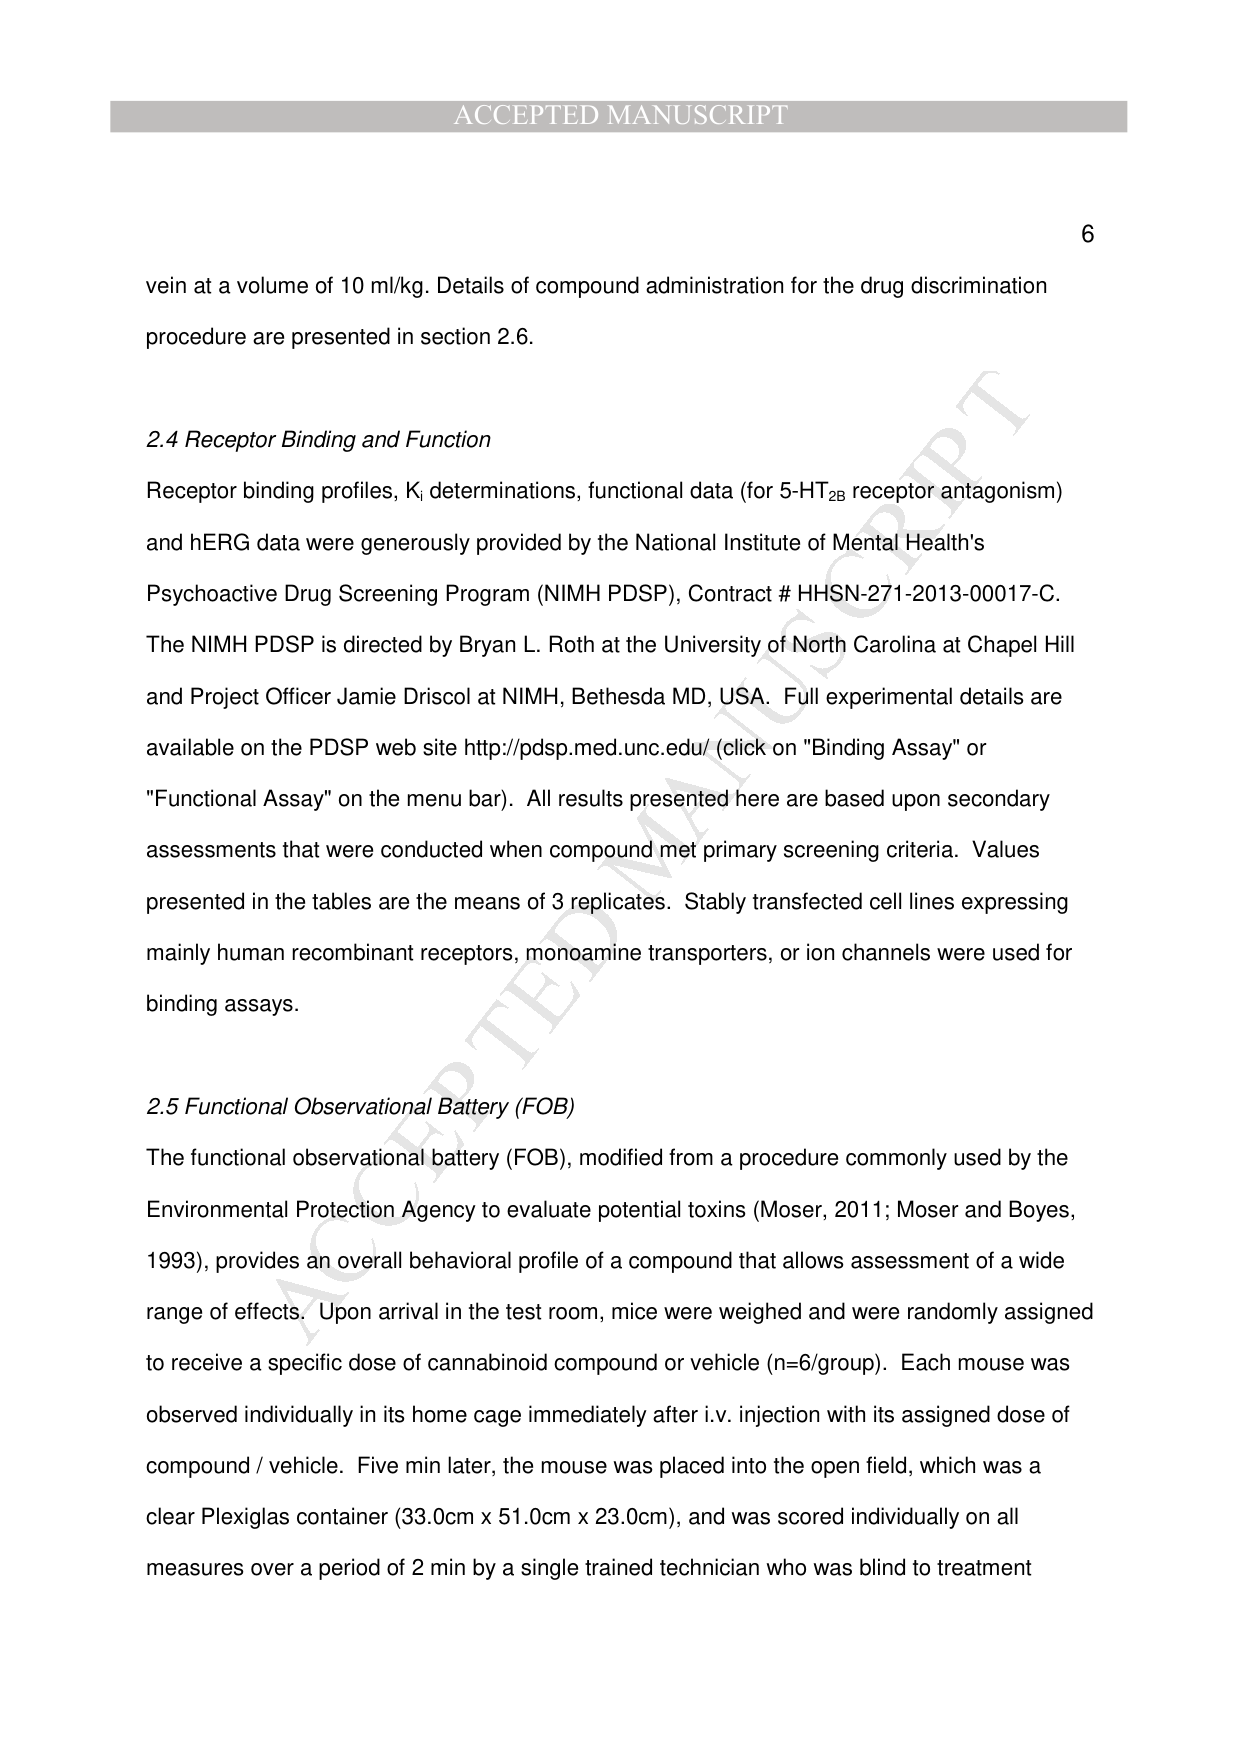 ACCEPTED MANUSCRIPT
6
vein at a volume of 10 ml/kg. Details of compound administration for the drug discrimination
procedure are presented in section 2.6.
2.4 Receptor Binding and Function
Receptor binding profiles, Ki determinations, functional data (for 5-HT2B receptor antagonism)
and hERG data were generously provided by the National Institute of Mental Health's
Psychoactive Drug Screening Program (NIMH PDSP), Contract # HHSN-271-2013-00017-C.
The NIMH PDSP is directed by Bryan L. Roth at the University of North Carolina at Chapel Hill
and Project Officer Jamie Driscol at NIMH, Bethesda MD, USA.  Full experimental details are
available on the PDSP web site http://pdsp.med.unc.edu/ (click on "Binding Assay" or
"Functional Assay" on the menu bar).  All results presented here are based upon secondary
assessments that were conducted when compound met primary screening criteria.  Values
presented in the tables are the means of 3 replicates.  Stably transfected cell lines expressing
mainly human recombinant receptors, monoamine transporters, or ion channels were used for
binding assays.
2.5 Functional Observational Battery (FOB)
The functional observational battery (FOB), modified from a procedure commonly used by the
Environmental Protection Agency to evaluate potential toxins (Moser, 2011; Moser and Boyes,
1993), provides an overall behavioral profile of a compound that allows assessment of a wide
range of effects.  Upon arrival in the test room, mice were weighed and were randomly assigned
to receive a specific dose of cannabinoid compound or vehicle (n=6/group).  Each mouse was
observed individually in its home cage immediately after i.v. injection with its assigned dose of
compound / vehicle.  Five min later, the mouse was placed into the open field, which was a
clear Plexiglas container (33.0cm x 51.0cm x 23.0cm), and was scored individually on all
measures over a period of 2 min by a single trained technician who was blind to treatment
ACCEPTED MANUSCRIPT